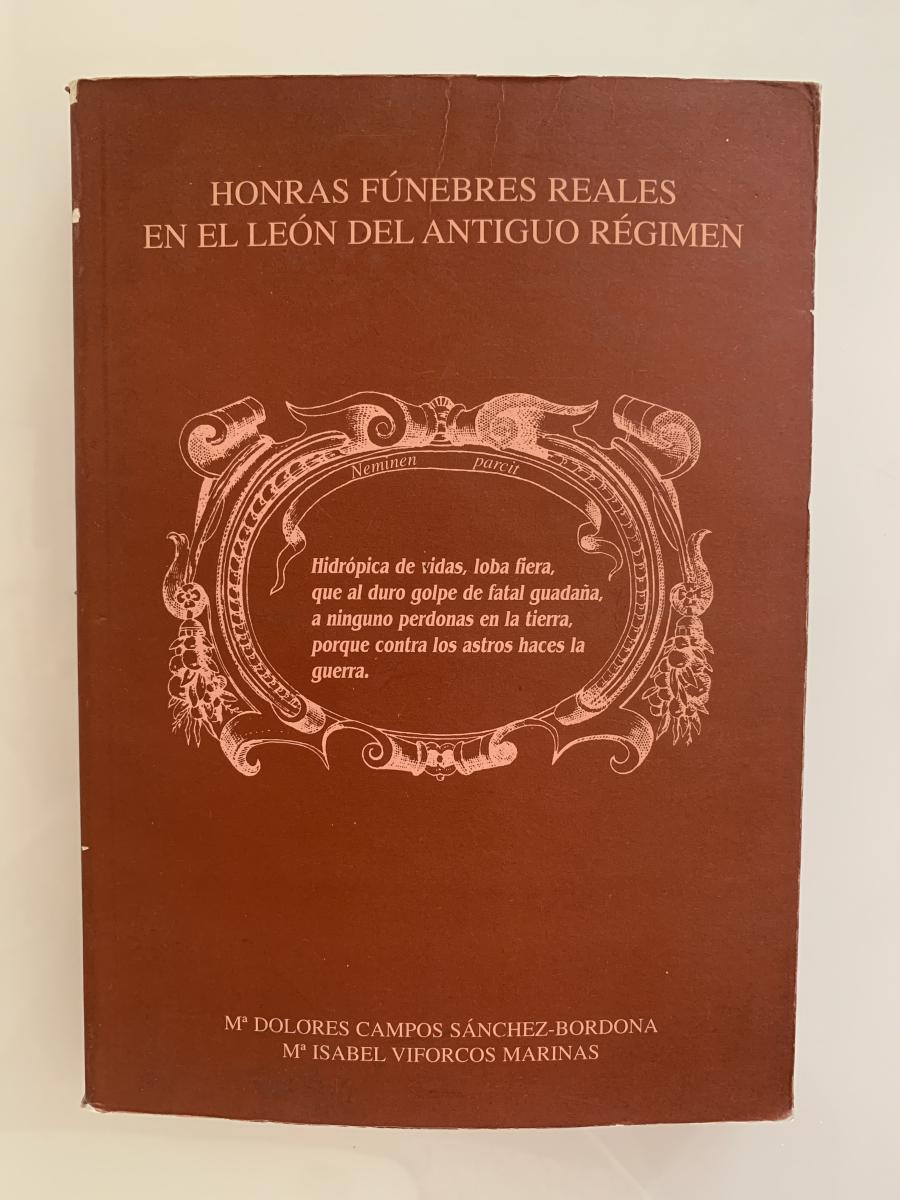 HONRAS FÚNEBRES REALES
EN EL LEÓN DEL ANTIGUO RÉGIMEN
Neminen parcit
Hidrópica de vidas, loba fiera,
que al duro golpe de fatal guadaña,
a ninguno perdonas en la tierra,
porque contra los astros haces la
guerra.
Mª DOLORES CAMPOS SÁNCHEZ-BORDONA
Mª ISABEL VIFORCOS MARINAS